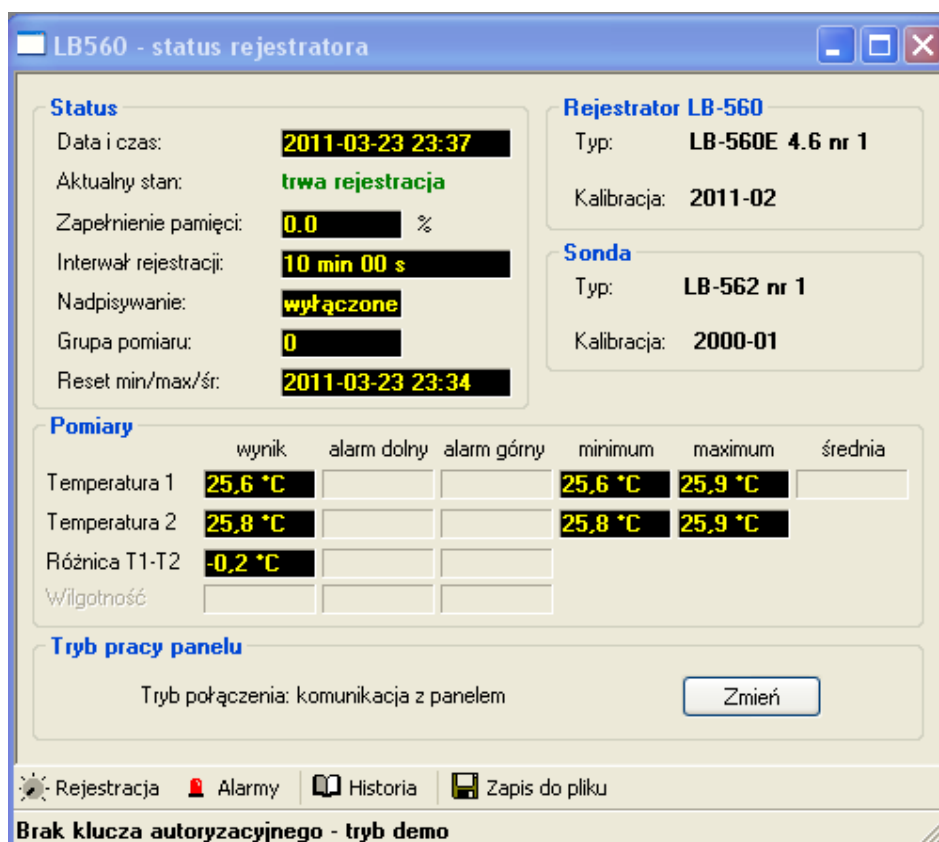 LB560 - status rejestratora
Status
Data i czas: 2011-03-23 23:37
Aktualny stan: trwa rejestracja
Zapełnienie pamięci: 0.0 %
Interwał rejestracji: 10 min 00 s
Nadpisywanie: wyłączone
Grupa pomiaru: 0
Reset min/max/śr: 2011-03-23 23:34
Rejestrator LB-560
Typ: LB-560E 4.6 nr 1
Kalibracja: 2011-02
Sonda
Typ: LB-562 nr 1
Kalibracja: 2000-01
Pomiary
wynik alarm dolny alarm górny minimum maximum średnia
Temperatura 1 25,6 °C 25,6 °C 25,9 °C
Temperatura 2 25,8 °C 25,8 °C 25,9 °C
Różnica T1-T2 -0,2 °C
Wilgotność
Tryb pracy panelu
Tryb połączenia: komunikacja z panelem Zmień
Rejestracja Alarmy Historia Zapis do pliku
Brak klucza autoryzacyjnego - tryb demo